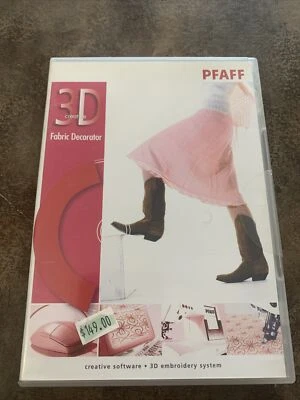 PFAFF
3D
creative
Fabric Decorator
$149.00
creative software • 3D embroidery system